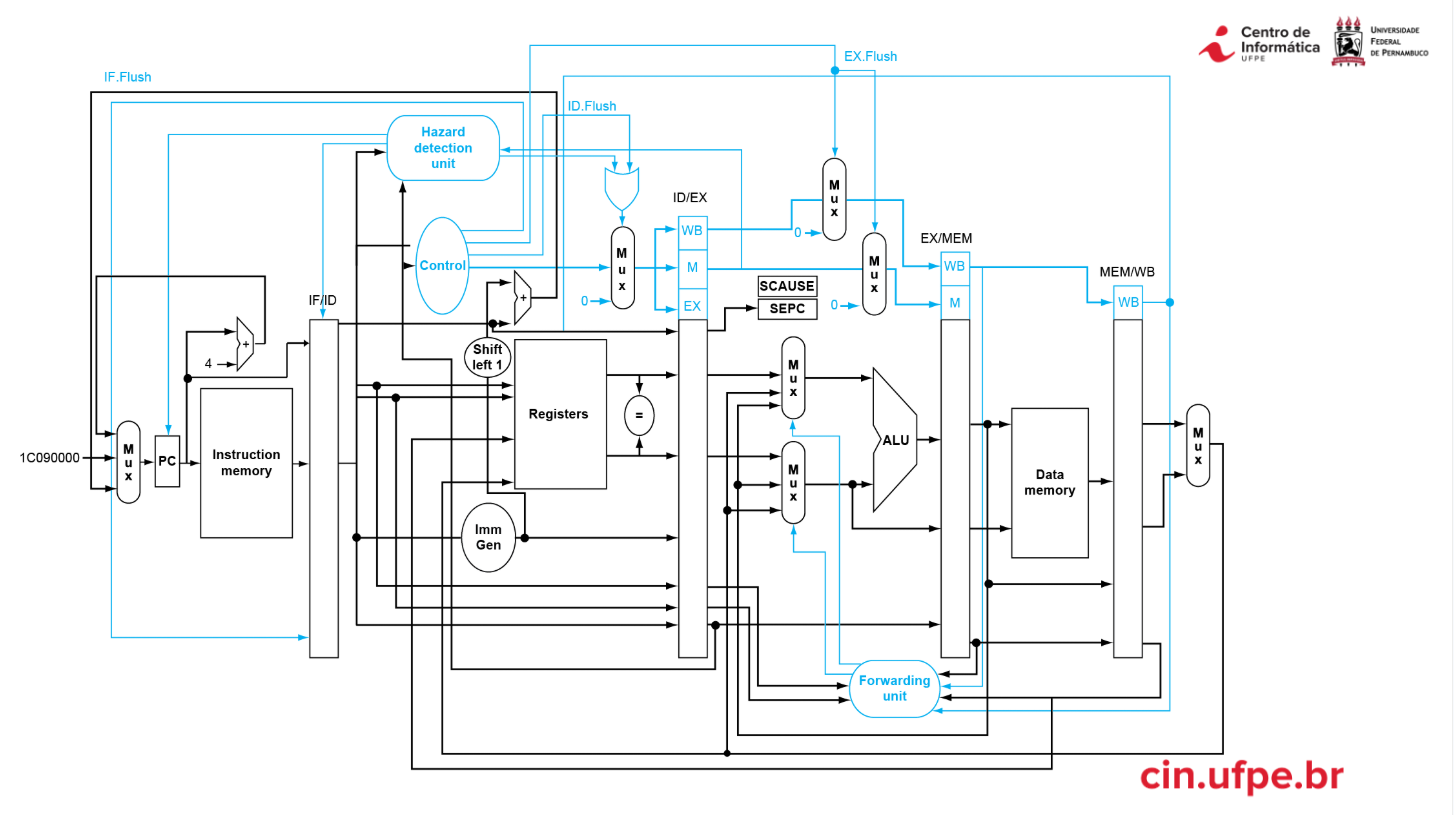 Centro de
Informática
UFPE
UNIVERSIDADE
FEDERAL
DE PERNAMBUCO
EX.Flush
IF.Flush
ID.Flush
Hazard
detection
unit
M
u
x
ID/EX
0
WB
Control
M
u
x
M
0
EX
M
u
x
0
EX/MEM
WB
M
MEM/WB
WB
SCAUSE
SEPC
IF/ID
+
+
4
Shift
left 1
Registers
=
M
u
x
M
u
x
ALU
1C090000
M
u
x
PC
Instruction
memory
Imm
Gen
Data
memory
M
u
x
Forwarding
unit
cin.ufpe.br